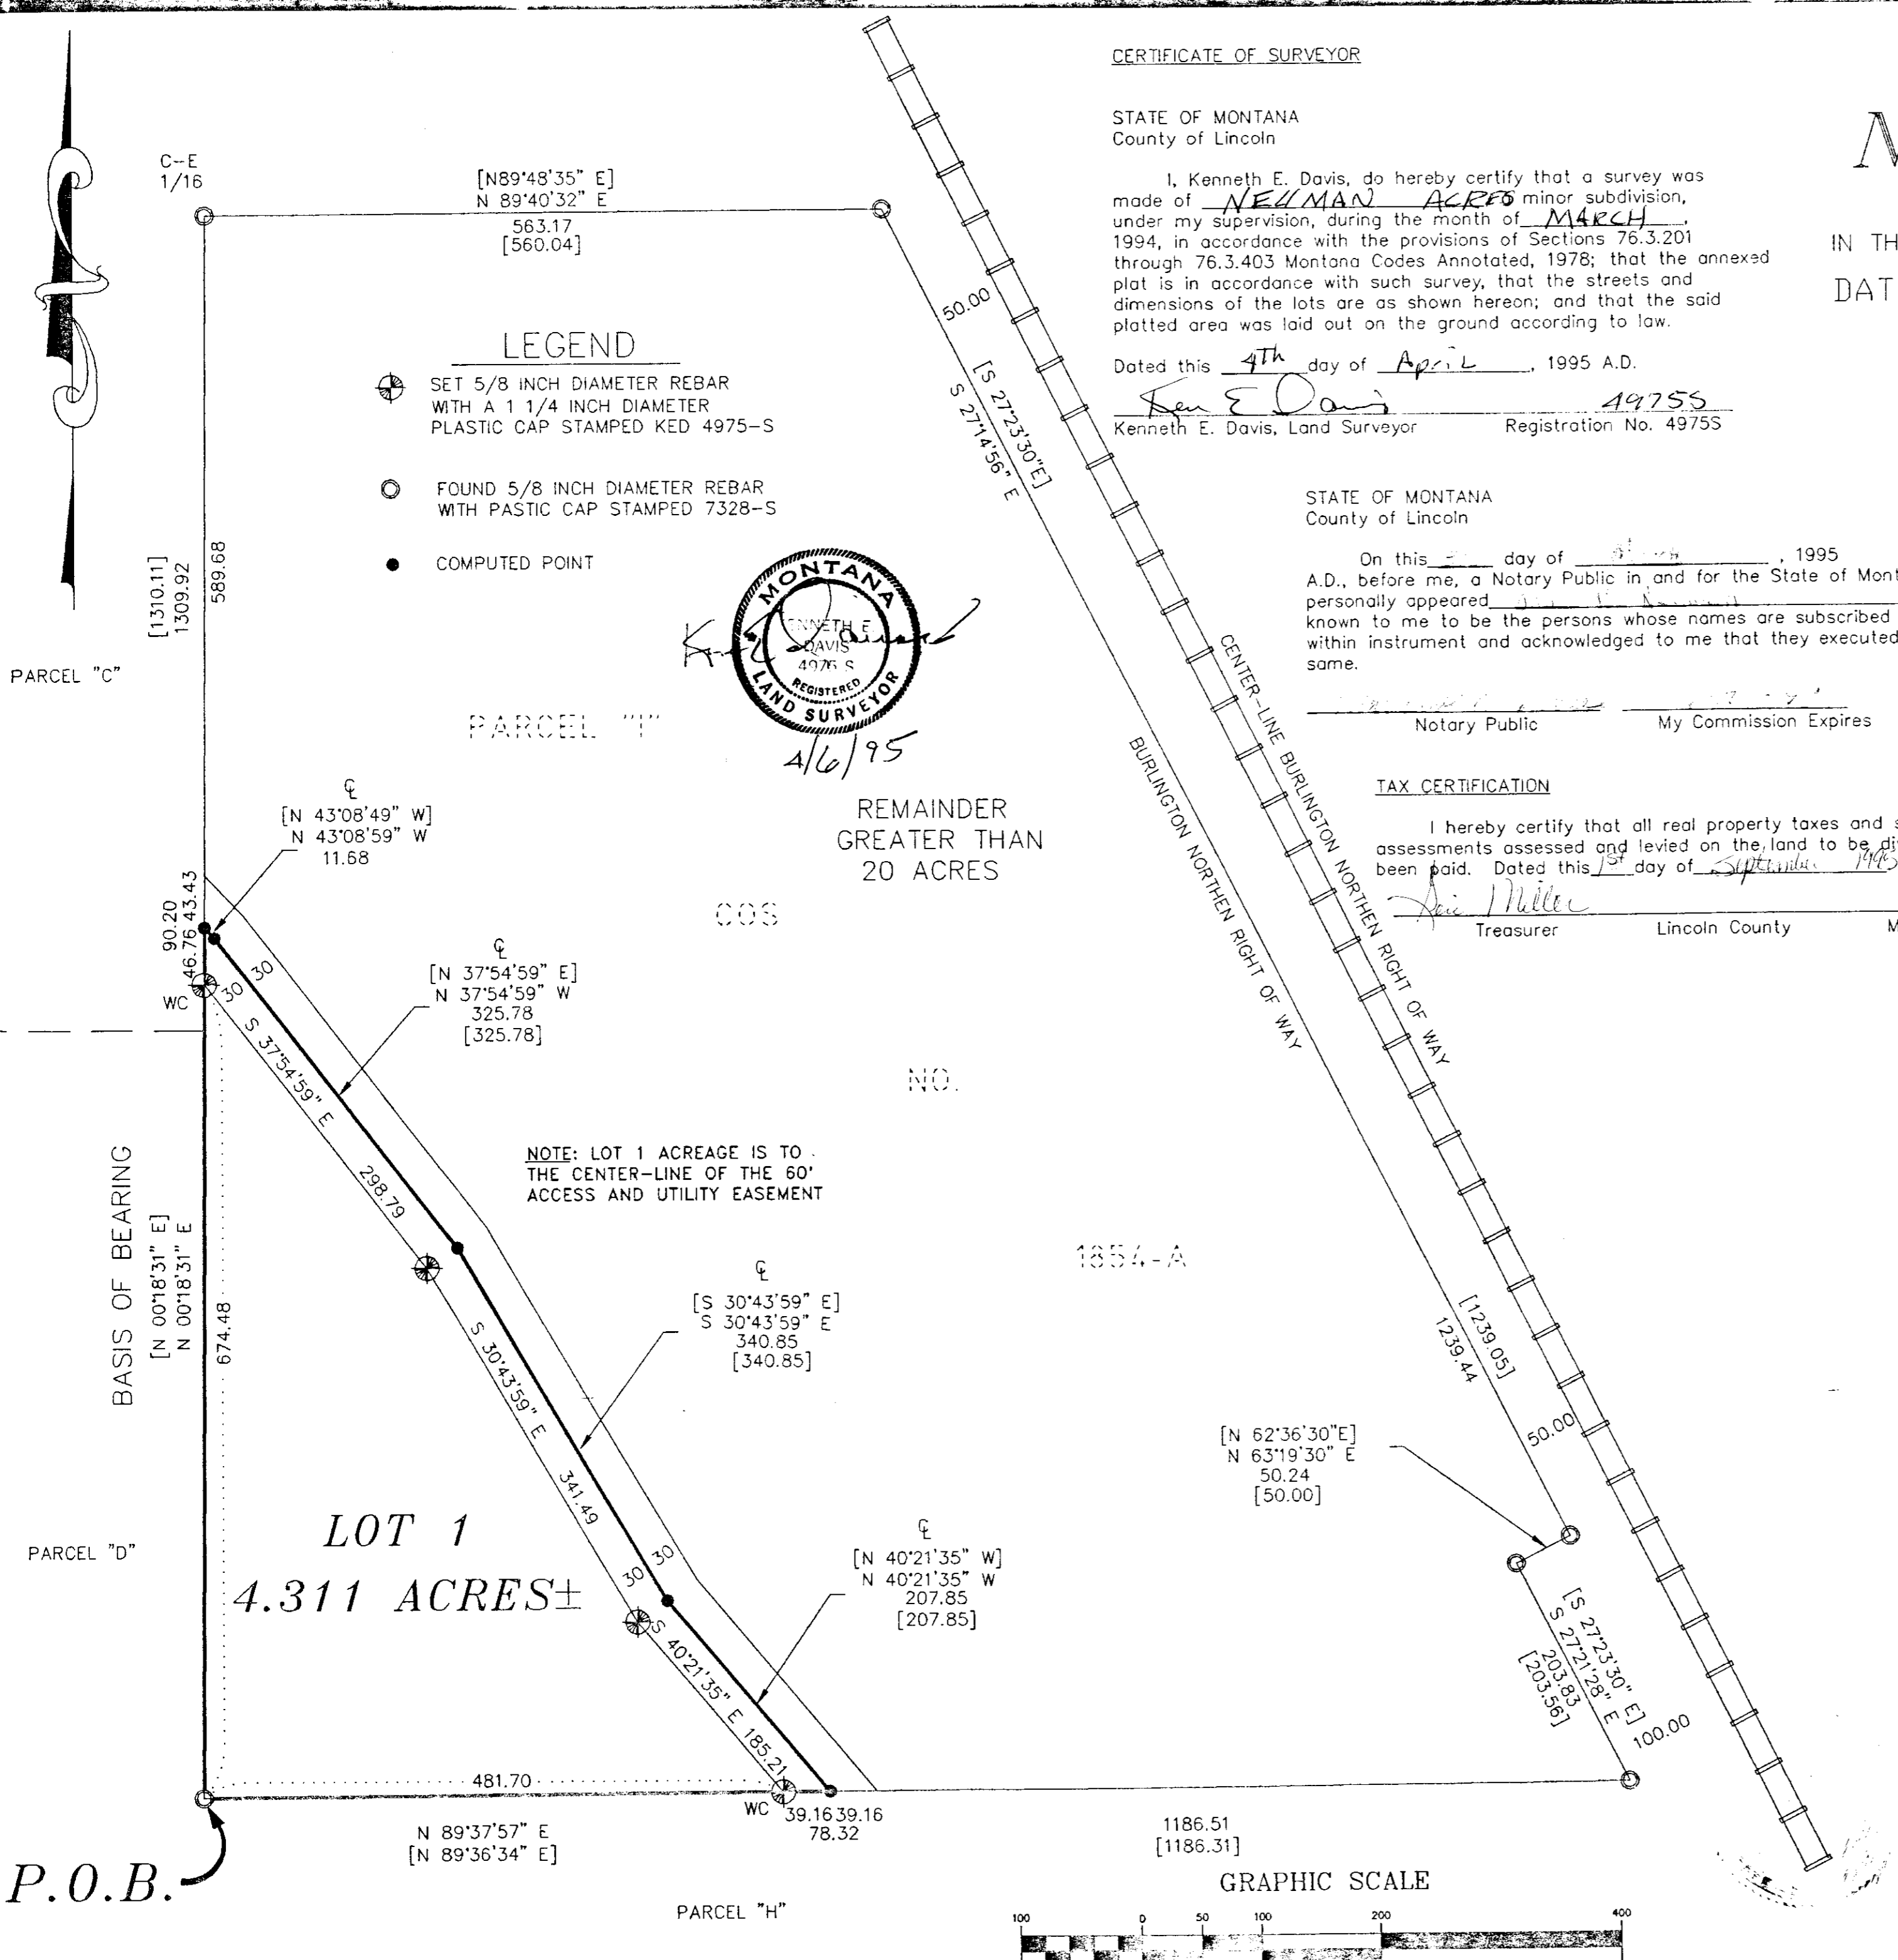 CERTIFICATE OF SURVEYOR
STATE OF MONTANA
County of Lincoln
I, Kenneth E. Davis, do hereby certify that a survey was
made of NEWMAN ACRES minor subdivision,
under my supervision, during the month of MARCH,
1994, in accordance with the provisions of Sections 76.3.201
through 76.3.403 Montana Codes Annotated, 1978; that the annexed
plat is in accordance with such survey, that the streets and
dimensions of the lots are as shown hereon; and that the said
platted area was laid out on the ground according to law.
Dated this 4th day of April, 1995 A.D.
Ken E Davis 4975S
Kenneth E. Davis, Land Surveyor Registration No. 4975S
N
IN TH
DAT
STATE OF MONTANA
County of Lincoln
On this day of , 1995
A.D., before me, a Notary Public in and for the State of Mont
personally appeared
known to me to be the persons whose names are subscribed
within instrument and acknowledged to me that they executed
same.
Notary Public My Commission Expires
TAX CERTIFICATION
I hereby certify that all real property taxes and s
assessments assessed and levied on the land to be di
been paid. Dated this 1st day of September 1995
Miller
Treasurer Lincoln County M
C-E
1/16
[N89°48'35" E]
N 89°40'32" E
563.17
[560.04]
LEGEND
SET 5/8 INCH DIAMETER REBAR
WITH A 1 1/4 INCH DIAMETER
PLASTIC CAP STAMPED KED 4975-S
FOUND 5/8 INCH DIAMETER REBAR
WITH PASTIC CAP STAMPED 7328-S
COMPUTED POINT
MONTANA
KENNETH E.
DAVIS
4975 S
REGISTERED
LAND SURVEYOR
4/6/95
50.00
[S 27°23'30"E]
S 27°14'56" E
[1310.11]
1309.92
589.68
PARCEL "C"
PARCEL "I"
COS
NO.
1854-A
REMAINDER
GREATER THAN
20 ACRES
CENTER-LINE BURLINGTON NORTHEN RIGHT OF WAY
BURLINGTON NORTHEN RIGHT OF WAY
℄
[N 43°08'49" W]
N 43°08'59" W
11.68
90.20
46.76 43.43
WC
30
30
℄
[N 37°54'59" E]
N 37°54'59" W
325.78
[325.78]
S 37°54'59" E
298.79
NOTE: LOT 1 ACREAGE IS TO
THE CENTER-LINE OF THE 60'
ACCESS AND UTILITY EASEMENT
BASIS OF BEARING
[N 00°18'31" E]
N 00°18'31" E
674.48
℄
[S 30°43'59" E]
S 30°43'59" E
340.85
[340.85]
S 30°43'59" E
341.49
[1239.05]
1239.44
50.00
[N 62°36'30"E]
N 63°19'30" E
50.24
[50.00]
PARCEL "D"
LOT 1
4.311 ACRES±
30
30
℄
[N 40°21'35" W]
N 40°21'35" W
207.85
[207.85]
S 40°21'35" E 185.21
[S 27°23'30" E]
S 27°21'28" E
203.83
[203.56]
100.00
481.70
WC
39.16 39.16
78.32
N 89°37'57" E
[N 89°36'34" E]
1186.51
[1186.31]
P.O.B.
PARCEL "H"
GRAPHIC SCALE
100 0 50 100 200 400